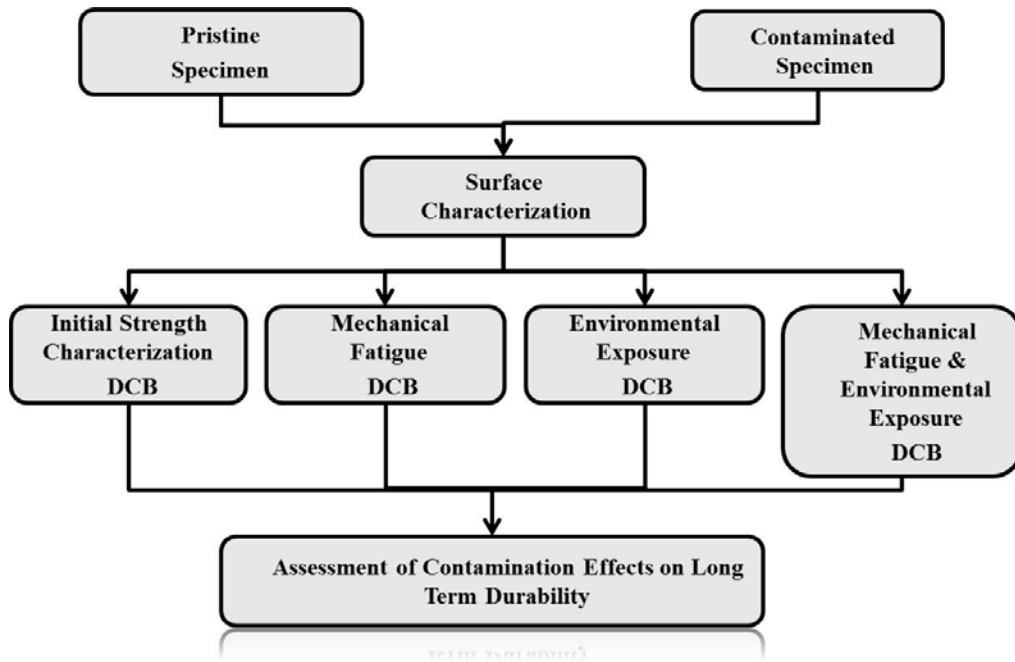 Pristine
Specimen
Contaminated
Specimen
Surface
Characterization
Initial Strength
Characterization
DCB
Mechanical
Fatigue
DCB
Environmental
Exposure
DCB
Mechanical
Fatigue &
Environmental
Exposure
DCB
Assessment of Contamination Effects on Long
Term Durability